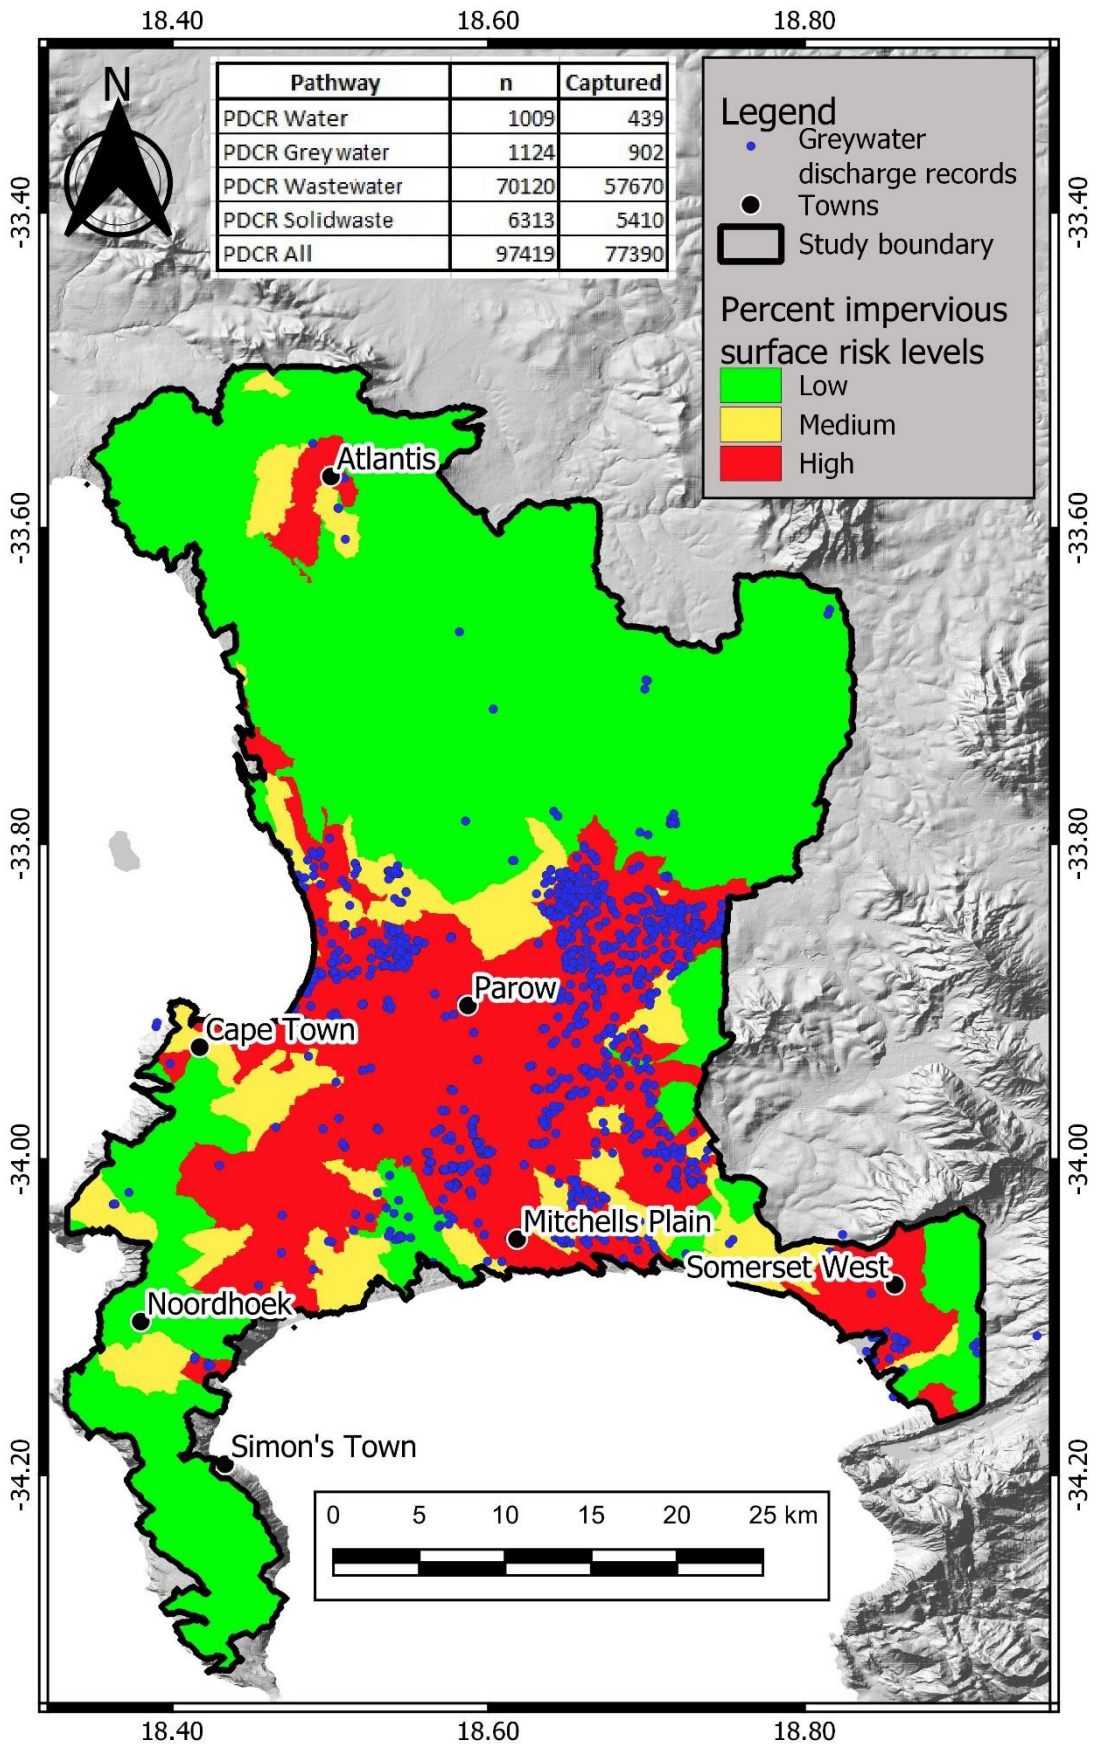 18.40 18.60 18.80
N
Pathway n Captured
PDCR Water 1009 439
PDCR Greywater 1124 902
PDCR Wastewater 70120 57670
PDCR Solidwaste 6313 5410
PDCR All 97419 77390
Legend
Greywater
discharge records
Towns
Study boundary
Percent impervious
surface risk levels
Low
Medium
High
-33.40 -33.40
Atlantis
-33.60 -33.60
-33.80 -33.80
Parow
Cape Town
-34.00 -34.00
Mitchells Plain
Somerset West
Noordhoek
Simon's Town
-34.20 -34.20
0 5 10 15 20 25 km
18.40 18.60 18.80